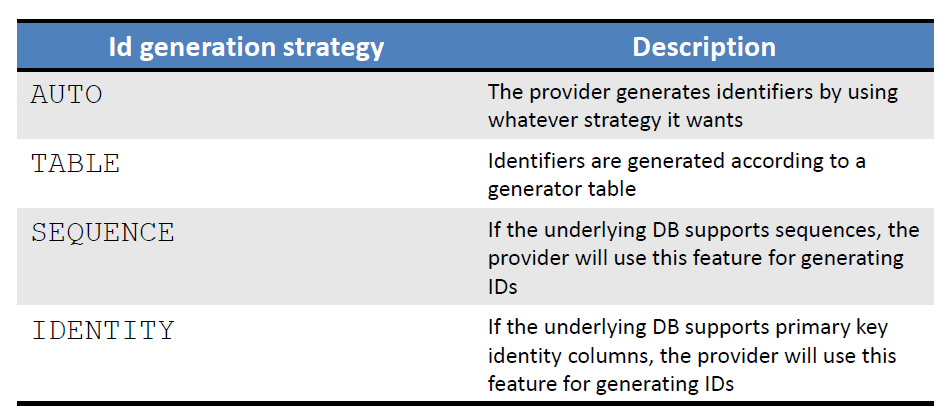 Id generation strategy
Description
AUTO
The provider generates identifiers by using
whatever strategy it wants
TABLE
Identifiers are generated according to a
generator table
SEQUENCE
If the underlying DB supports sequences, the
provider will use this feature for generating
IDs
IDENTITY
If the underlying DB supports primary key
identity columns, the provider will use this
feature for generating IDs